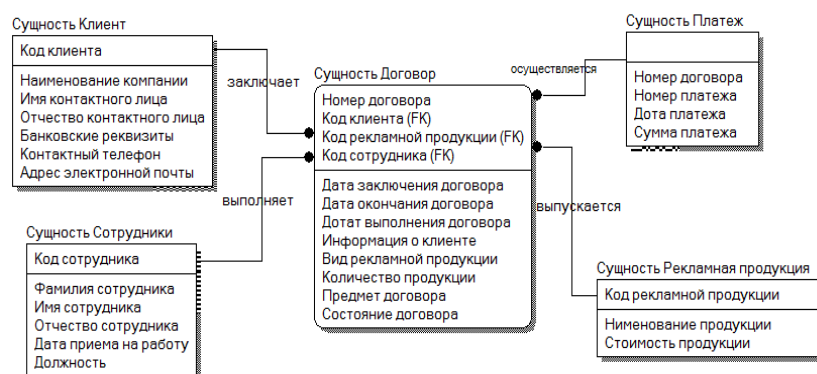 Сущность Клиент
Код клиента
Наименование компании
Имя контактного лица
Отчество контактного лица
Банковские реквизиты
Контактный телефон
Адрес электронной почты
заключает
Сущность Договор
Номер договора
Код клиента (FK)
Код рекламной продукции (FK)
Код сотрудника (FK)
Дата заключения договора
Дата окончания договора
Дотат выполнения договора
Информация о клиенте
Вид рекламной продукции
Количество продукции
Предмет договора
Состояние договора
осуществляется
Сущность Платеж
Номер договора
Номер платежа
Дота платежа
Сумма платежа
выполняет
выпускается
Сущность Сотрудники
Код сотрудника
Фамилия сотрудника
Имя сотрудника
Отчество сотрудника
Дата приема на работу
Должность
Сущность Рекламная продукция
Код рекламной продукции
Нименование продукции
Стоимость продукции